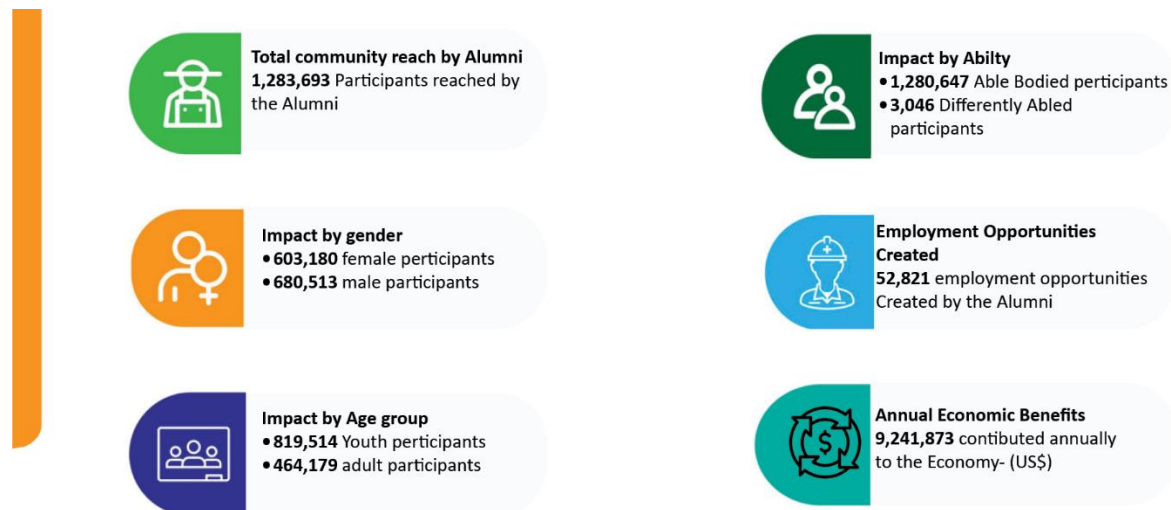 Total community reach by Alumni
1,283,693 Participants reached by
the Alumni
Impact by gender
• 603,180 female perticipants
• 680,513 male participants
Impact by Age group
• 819,514 Youth perticipants
• 464,179 adult participants
Impact by Abilty
• 1,280,647 Able Bodied perticipants
• 3,046 Differently Abled
participants
Employment Opportunities
Created
52,821 employment opportunities
Created by the Alumni
$
Annual Economic Benefits
9,241,873 contibuted annually
to the Economy- (US$)